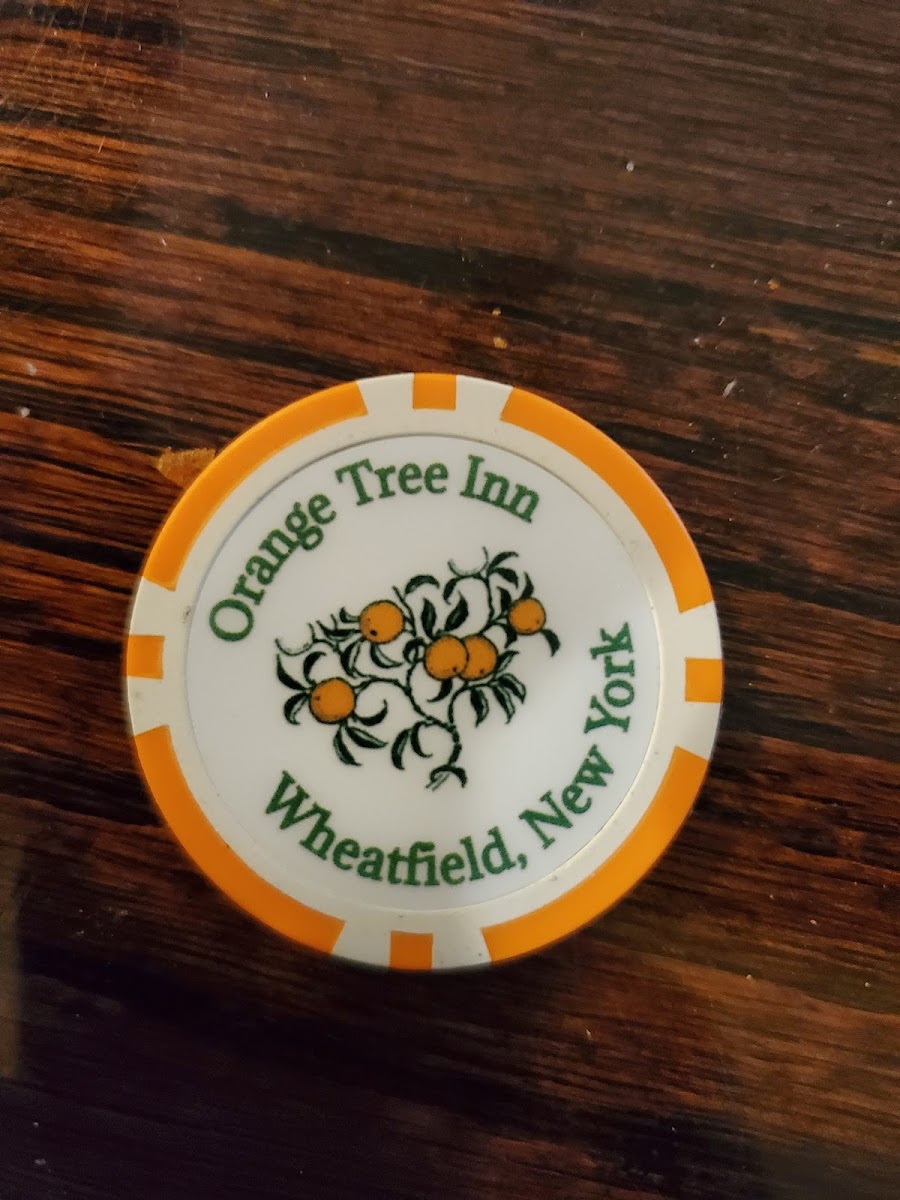 Orange Tree Inn
Wheatfield, New York